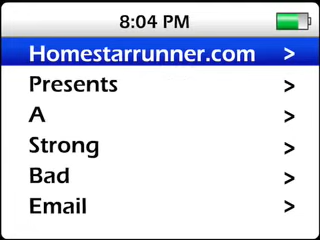 8:04 PM
Homestarrunner.com >
Presents >
A >
Strong >
Bad >
Email >